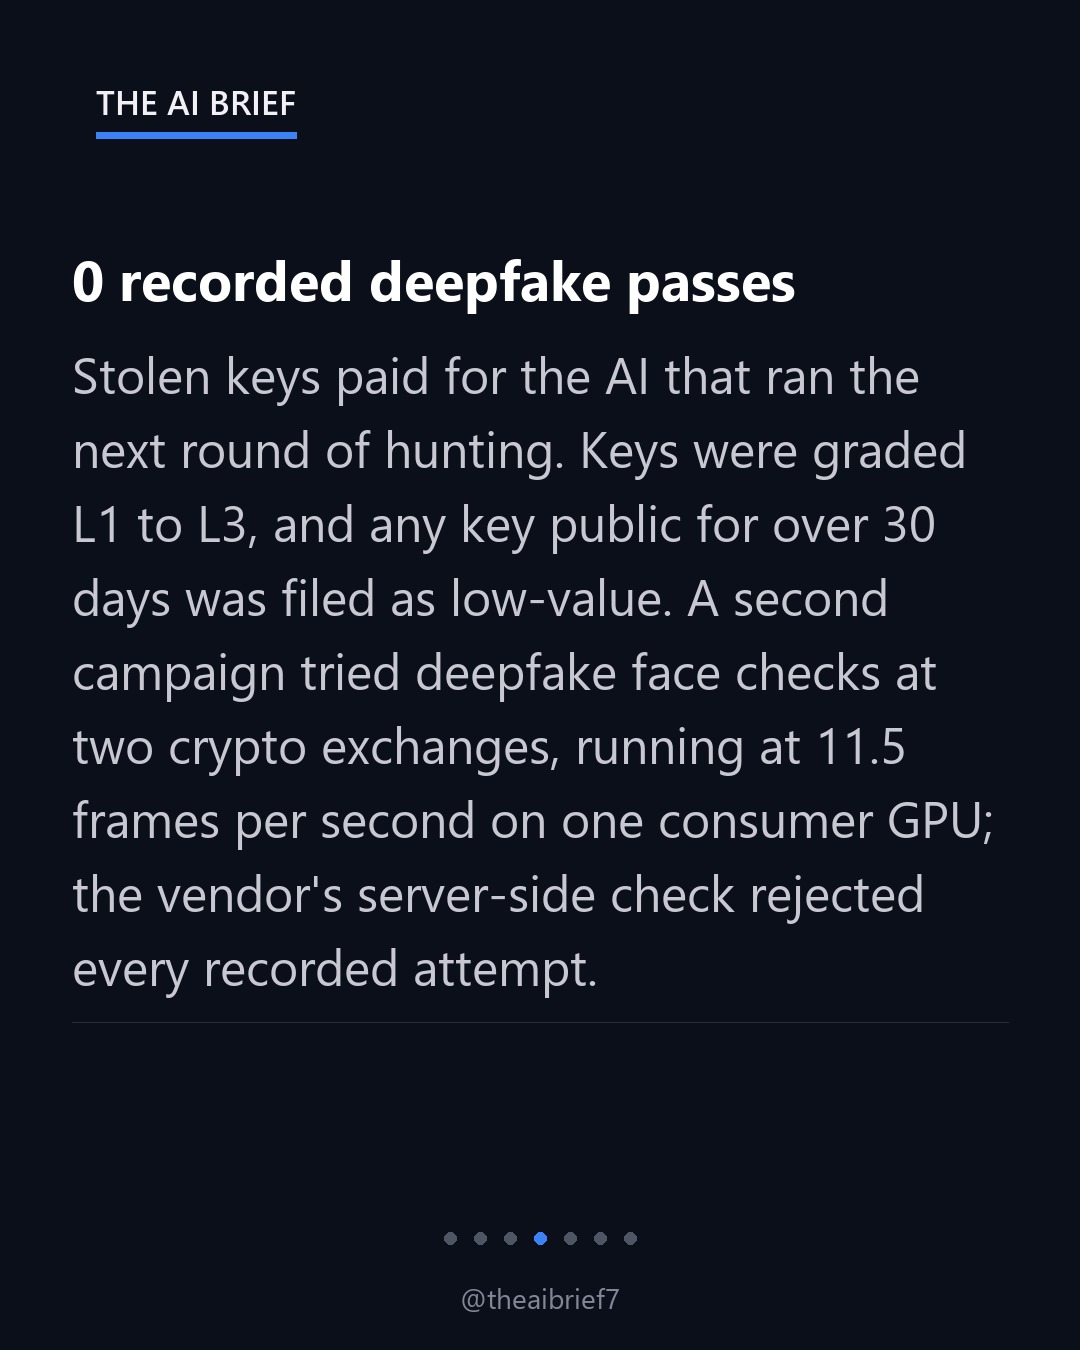 THE AI BRIEF
0 recorded deepfake passes
Stolen keys paid for the AI that ran the
next round of hunting. Keys were graded
L1 to L3, and any key public for over 30
days was filed as low-value. A second
campaign tried deepfake face checks at
two crypto exchanges, running at 11.5
frames per second on one consumer GPU;
the vendor's server-side check rejected
every recorded attempt.
@theaibrief7